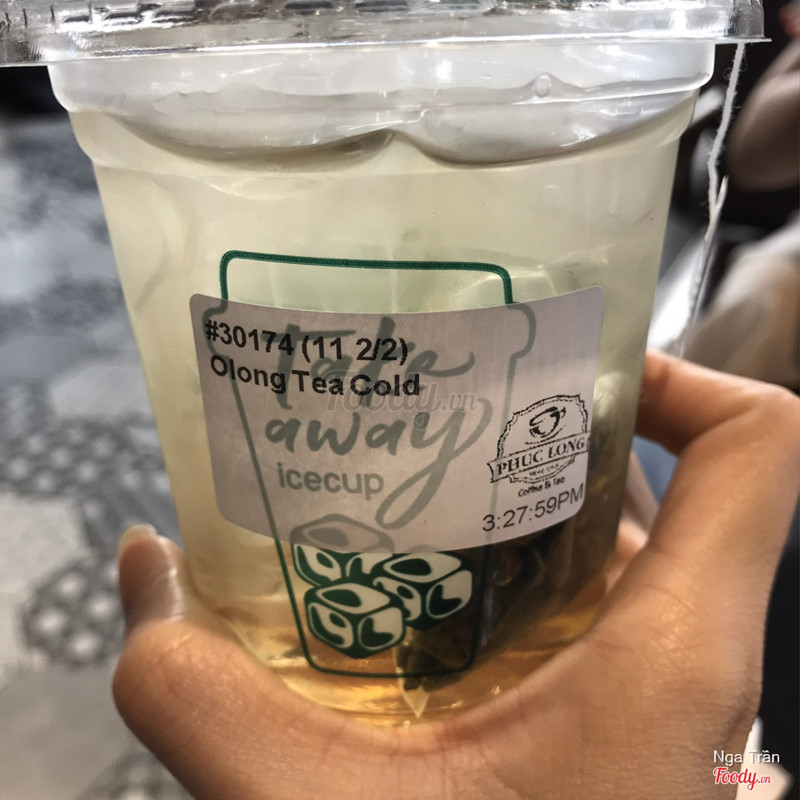 #30174 (11 2/2)
Olong Tea Cold
Take
away
icecup
Foody.vn
PHUC LONG
Coffee & Tea
3:27:59PM
Nga Trần
Foody.vn